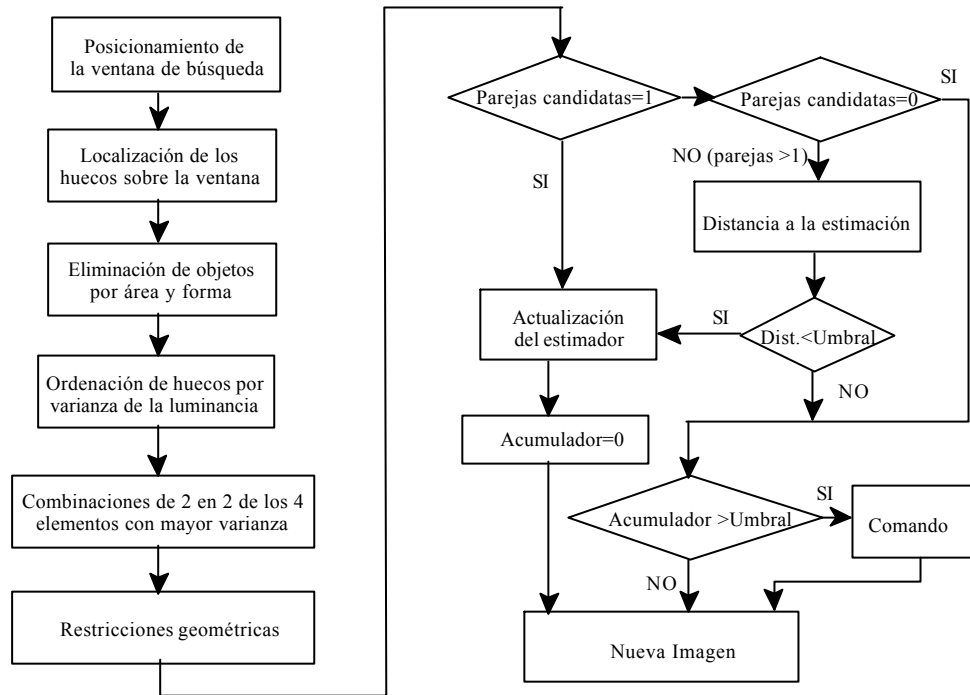 Posicionamiento de
la ventana de búsqueda
Localización de los
huecos sobre la ventana
Eliminación de objetos
por área y forma
Ordenación de huecos por
varianza de la luminancia
Combinaciones de 2 en 2 de los 4
elementos con mayor varianza
Restricciones geométricas
Parejas candidatas=1
Parejas candidatas=0
SI
NO (parejas >1)
SI
Distancia a la estimación
Actualización
del estimador
SI
Dist.<Umbral
NO
Acumulador=0
Acumulador >Umbral
SI
Comando
NO
Nueva Imagen